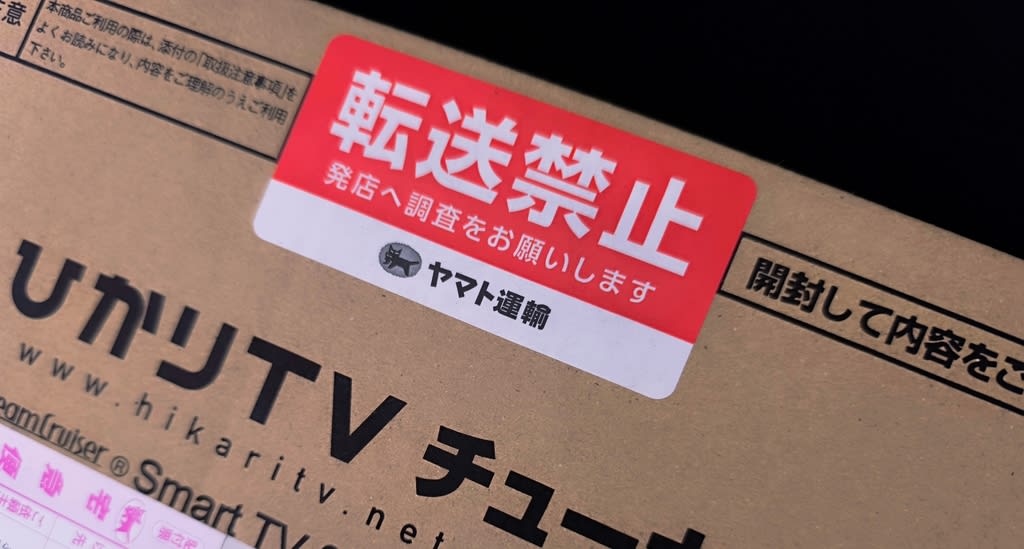 意
本商品ご利用の際は、添付の「取扱注意事項」を
よくお読みになり、内容をご理解のうえご利用
下さい。
転送禁止
発店へ調査をお願いします
ヤマト運輸
開封して内容をご
ひかりTVチュー
www.hikaritv.net
eamCruiser® Smart TV